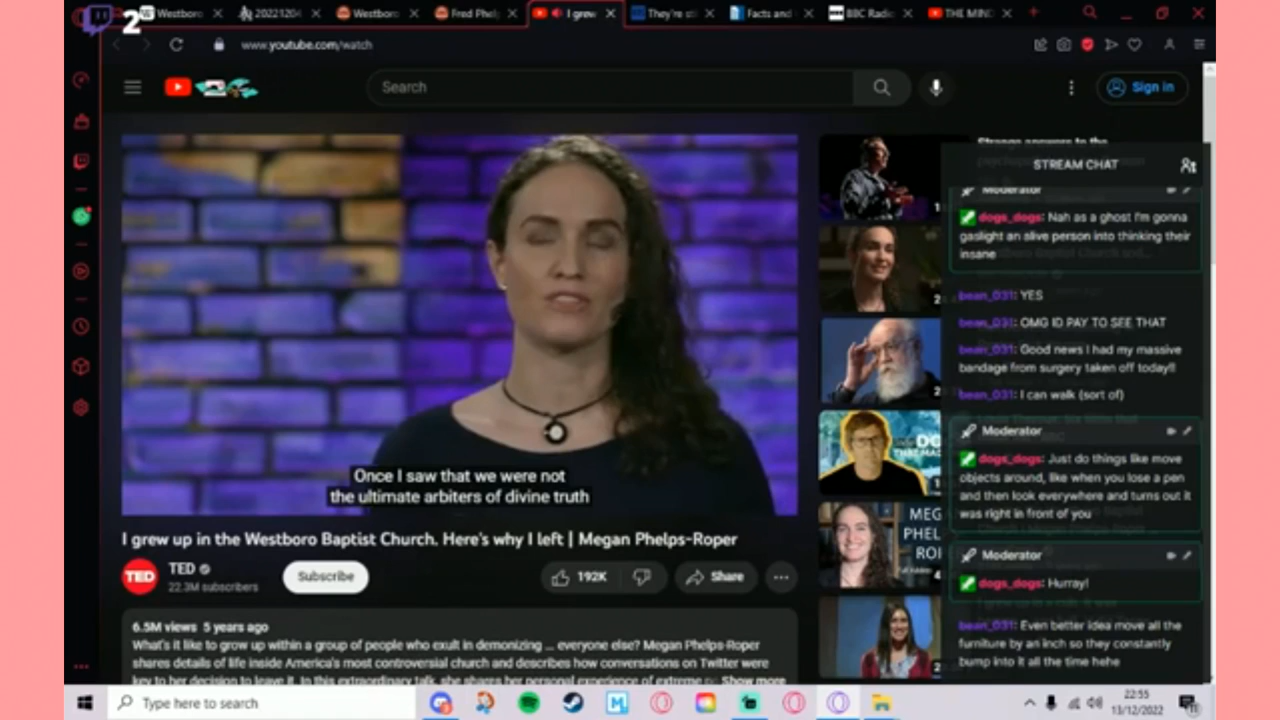 2
Westboro
20221204
Westboro
Fred Phel
I grew
They're st
Facts and
BBC Radio
THE MIND
www.youtube.com/watch
Search
Sign in
STREAM CHAT
Moderator
dogs_dogs: Nah as a ghost I'm gonna
gaslight an alive person into thinking their
insane
bean_031: YES
bean_031: OMG ID PAY TO SEE THAT
bean_031: Good news I had my massive
bandage from surgery taken off today!!
bean_031: I can walk (sort of)
Moderator
dogs_dogs: Just do things like move
objects around, like when you lose a pen
and then look everywhere and turns out it
was right in front of you
Moderator
dogs_dogs: Hurray!
bean_031: Even better idea move all the
furniture by an inch so they constantly
bump into it all the time hehe
Once I saw that we were not
the ultimate arbiters of divine truth
MEG
PHEL
RO
I grew up in the Westboro Baptist Church. Here's why I left | Megan Phelps-Roper
TED
TED
22.3M subscribers
Subscribe
192K
Share
6.5M views 5 years ago
What's it like to grow up within a group of people who exult in demonizing ... everyone else? Megan Phelps-Roper
shares details of life inside America's most controversial church and describes how conversations on Twitter were
key to her decision to leave it. In this extraordinary talk, she shares her personal experience of extreme Show more
Type here to search
22:55
13/12/2022